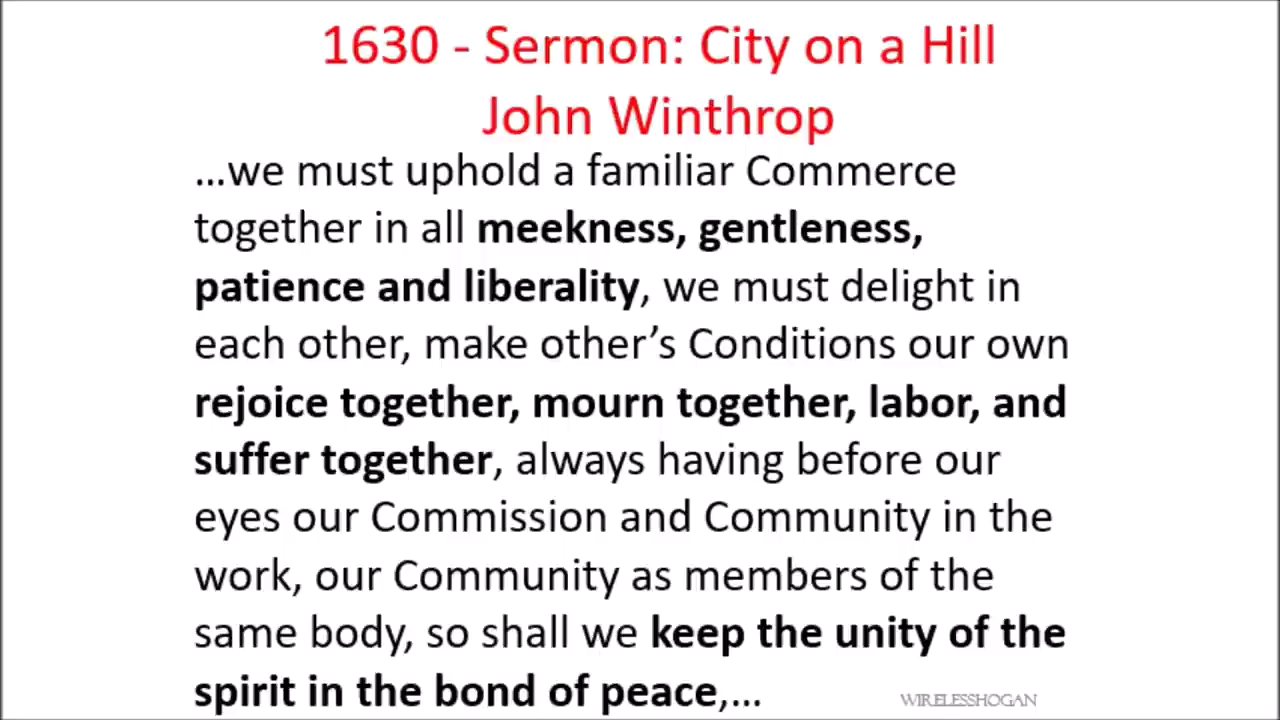 1630 - Sermon: City on a Hill
John Winthrop
...we must uphold a familiar Commerce
together in all meekness, gentleness,
patience and liberality, we must delight in
each other, make other’s Conditions our own
rejoice together, mourn together, labor, and
suffer together, always having before our
eyes our Commission and Community in the
work, our Community as members of the
same body, so shall we keep the unity of the
spirit in the bond of peace,...
WIRELESSHOGAN